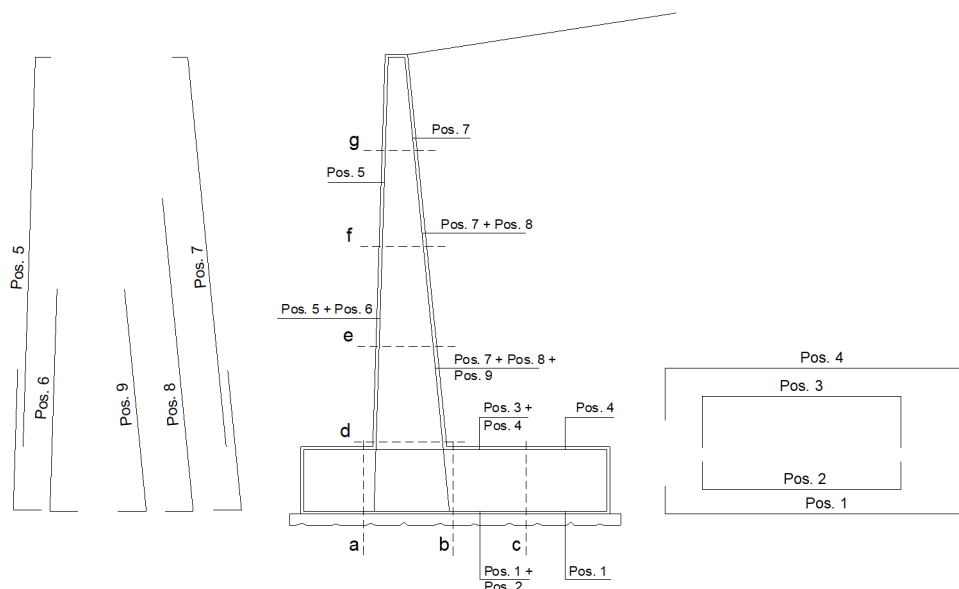 Pos. 7
g
Pos. 5
Pos. 7 + Pos. 8
f
Pos. 5
Pos. 7
Pos. 5 + Pos. 6
e
Pos. 7 + Pos. 8 +
Pos. 9
Pos. 4
Pos. 6
Pos. 9
Pos. 8
Pos. 3
Pos. 3 +
Pos. 4
Pos. 4
d
Pos. 2
Pos. 1
a
b
c
Pos. 1 +
Pos. 2
Pos. 1